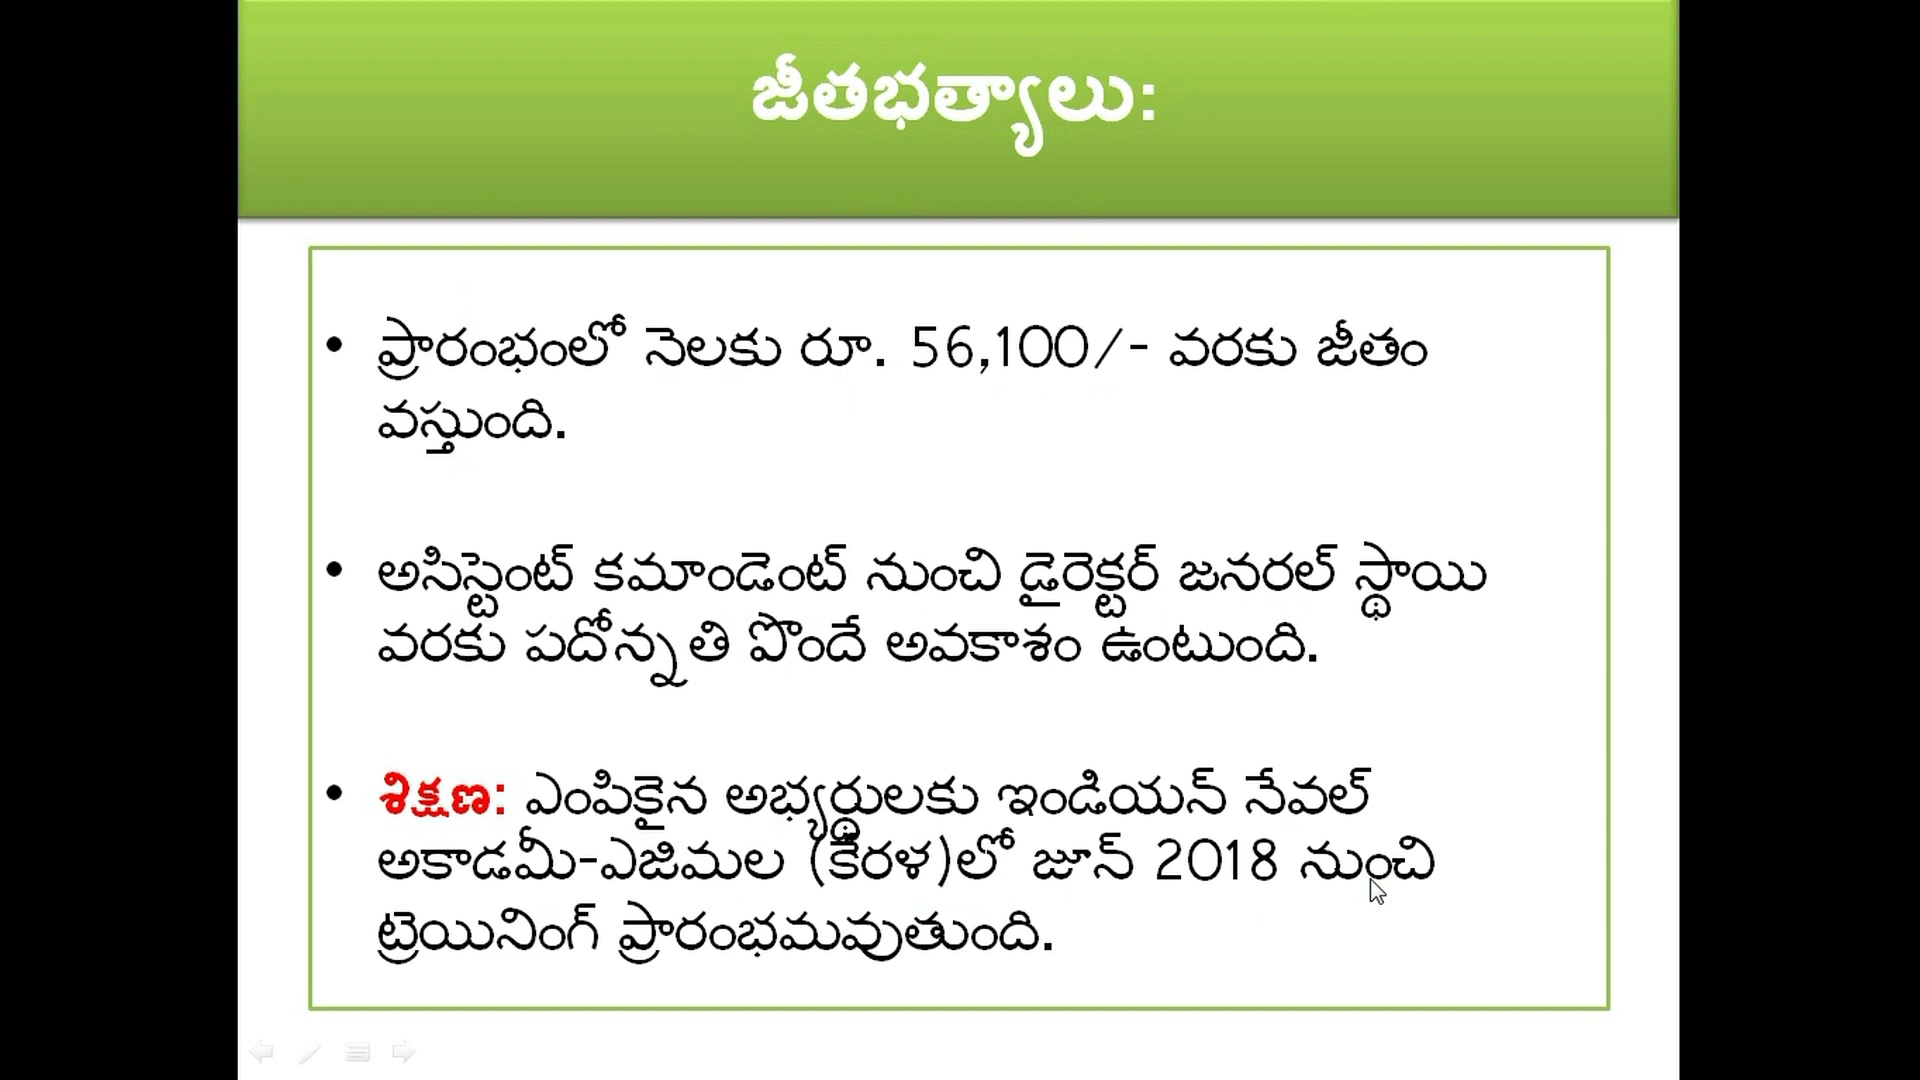 జీతభత్యాలు:
• ప్రారంభంలో నెలకు రూ. 56,100/- వరకు జీతం
వస్తుంది.
• అసిస్టెంట్ కమాండెంట్ నుంచి డైరెక్టర్ జనరల్ స్థాయి
వరకు పదోన్నతి పొందే అవకాశం ఉంటుంది.
• శిక్షణ: ఎంపికైన అభ్యర్థులకు ఇండియన్ నేవల్
అకాడమీ-ఎజిమల (కేరళ)లో జూన్ 2018 నుంచి
ట్రెయినింగ్ ప్రారంభమవుతుంది.